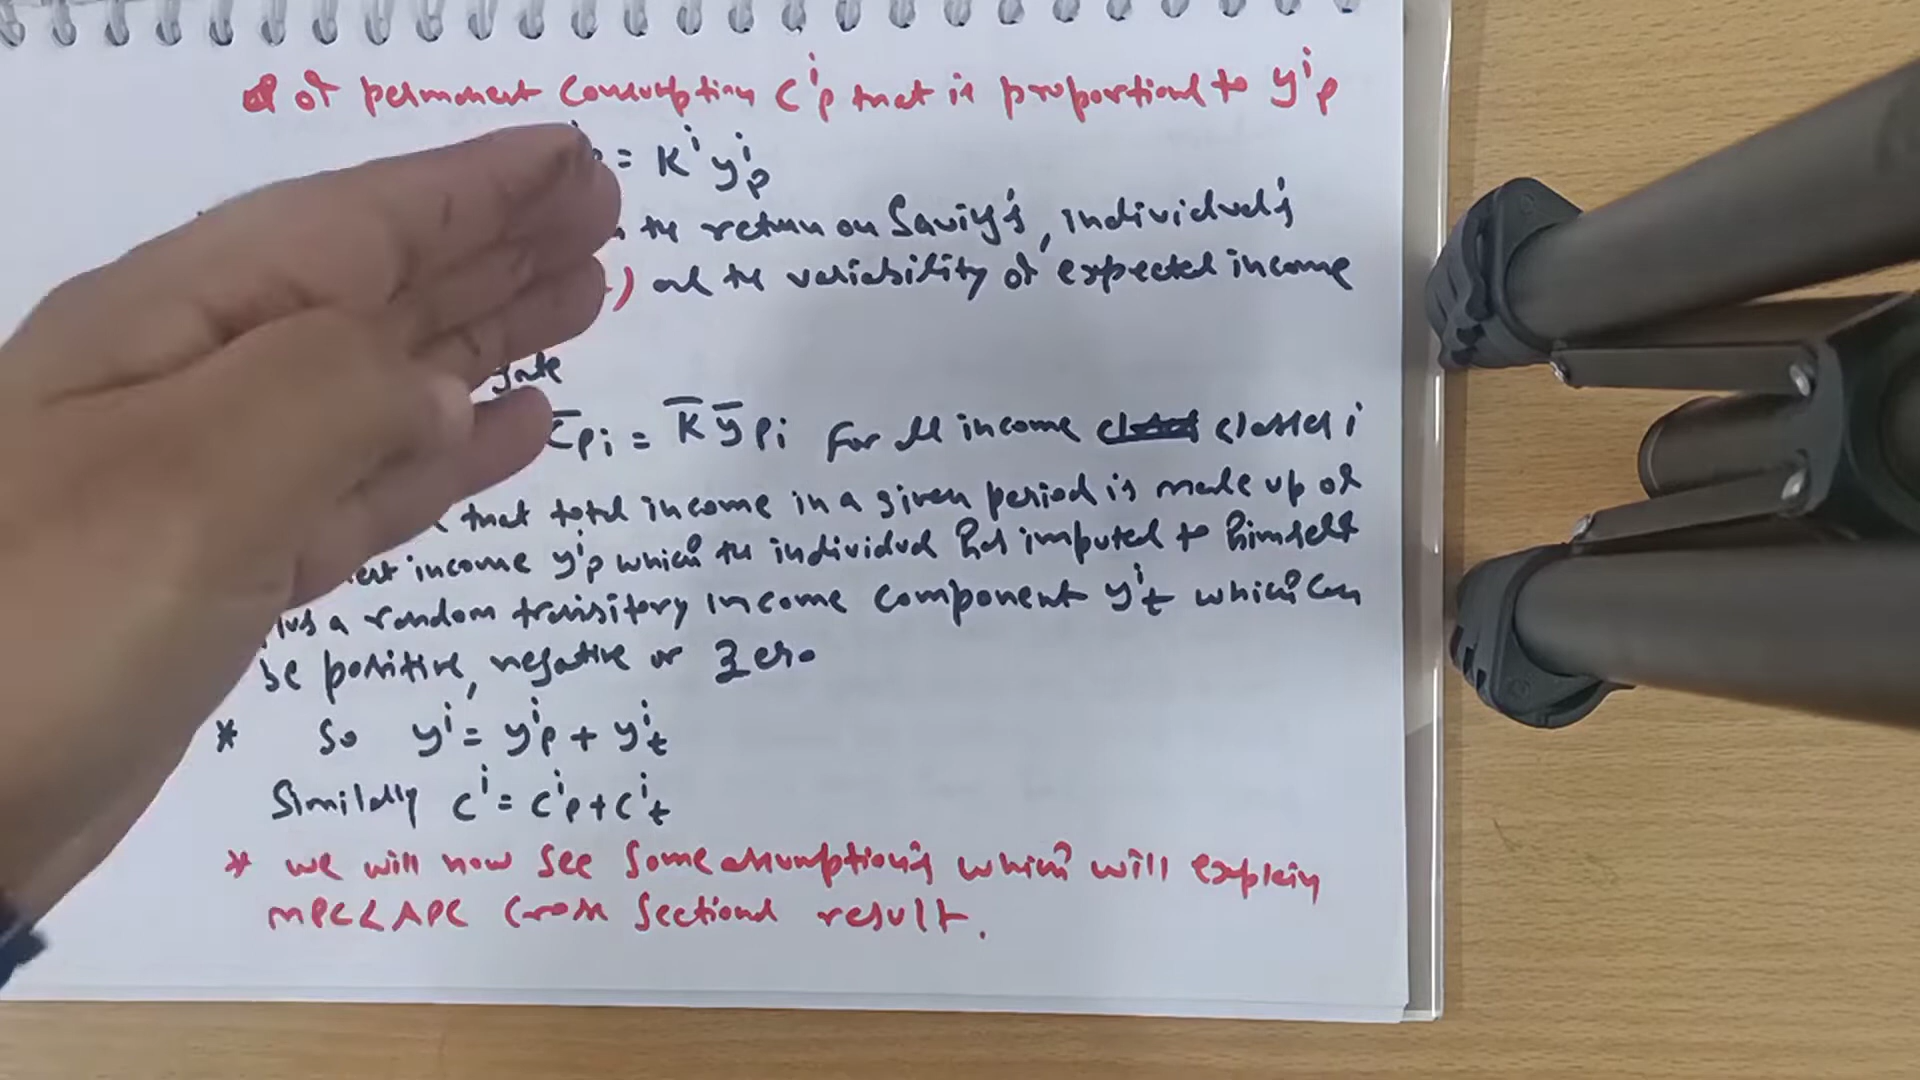 of permanent Consumption C^i_p that is proportional to y^i_p
= K^i y^i_p
the return on Saving's, individual's
) and the variability of expected income
gate
C̅pi = K̅ y̅pi For all income classes i
that total income in a given period is made up of
income y^i_p which the individual has imputed to himself
a random transitory income component y^i_t which can
be positive, negative or Zero
* So y^i = y^i_p + y^i_t
Similarly C^i = C^i_p + C^i_t
* we will now see Some assumption's which will explain
MPC < APC Cross Sectional result.